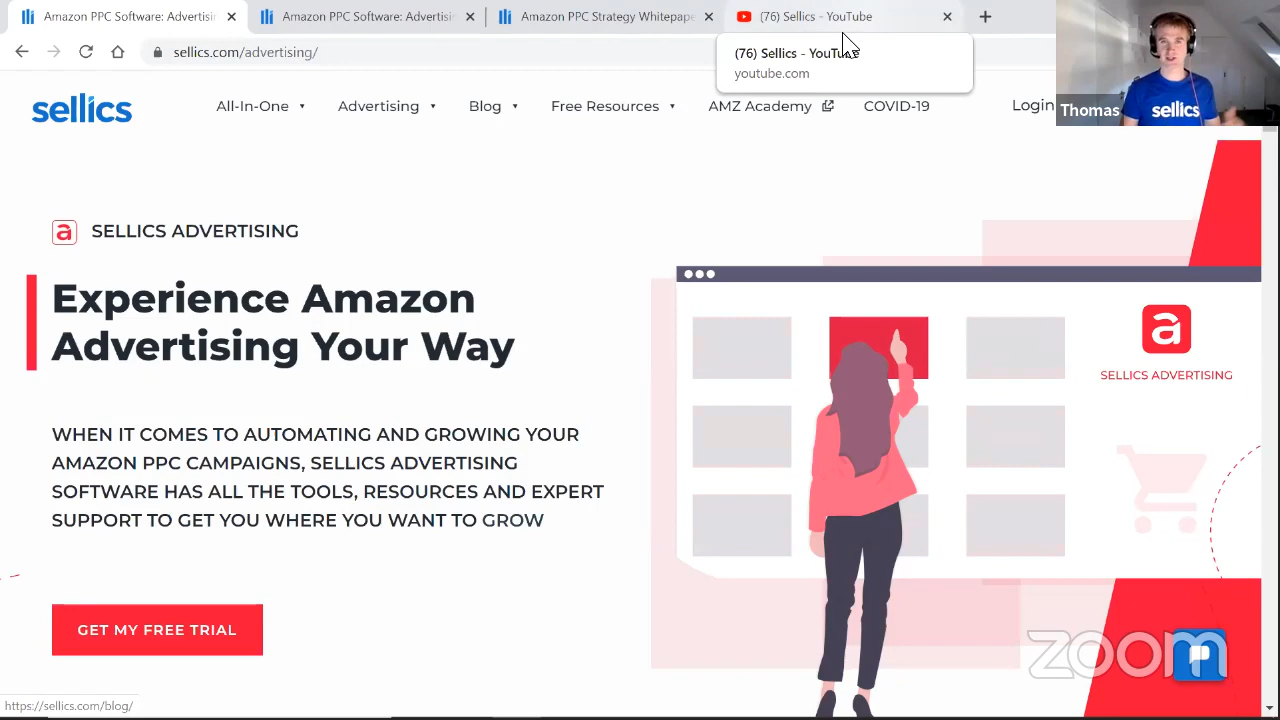 Amazon PPC Software: Advertisin
Amazon PPC Software: Advertisi
Amazon PPC Strategy Whitepape
(76) Sellics - YouTube
sellics.com/advertising/
(76) Sellics - YouTube
youtube.com
Thomas
sellics
sellics
All-In-One
Advertising
Blog
Free Resources
AMZ Academy
COVID-19
Login
a
SELLICS ADVERTISING
Experience Amazon
Advertising Your Way
a
SELLICS ADVERTISING
WHEN IT COMES TO AUTOMATING AND GROWING YOUR
AMAZON PPC CAMPAIGNS, SELLICS ADVERTISING
SOFTWARE HAS ALL THE TOOLS, RESOURCES AND EXPERT
SUPPORT TO GET YOU WHERE YOU WANT TO GROW
GET MY FREE TRIAL
zoom
https://sellics.com/blog/